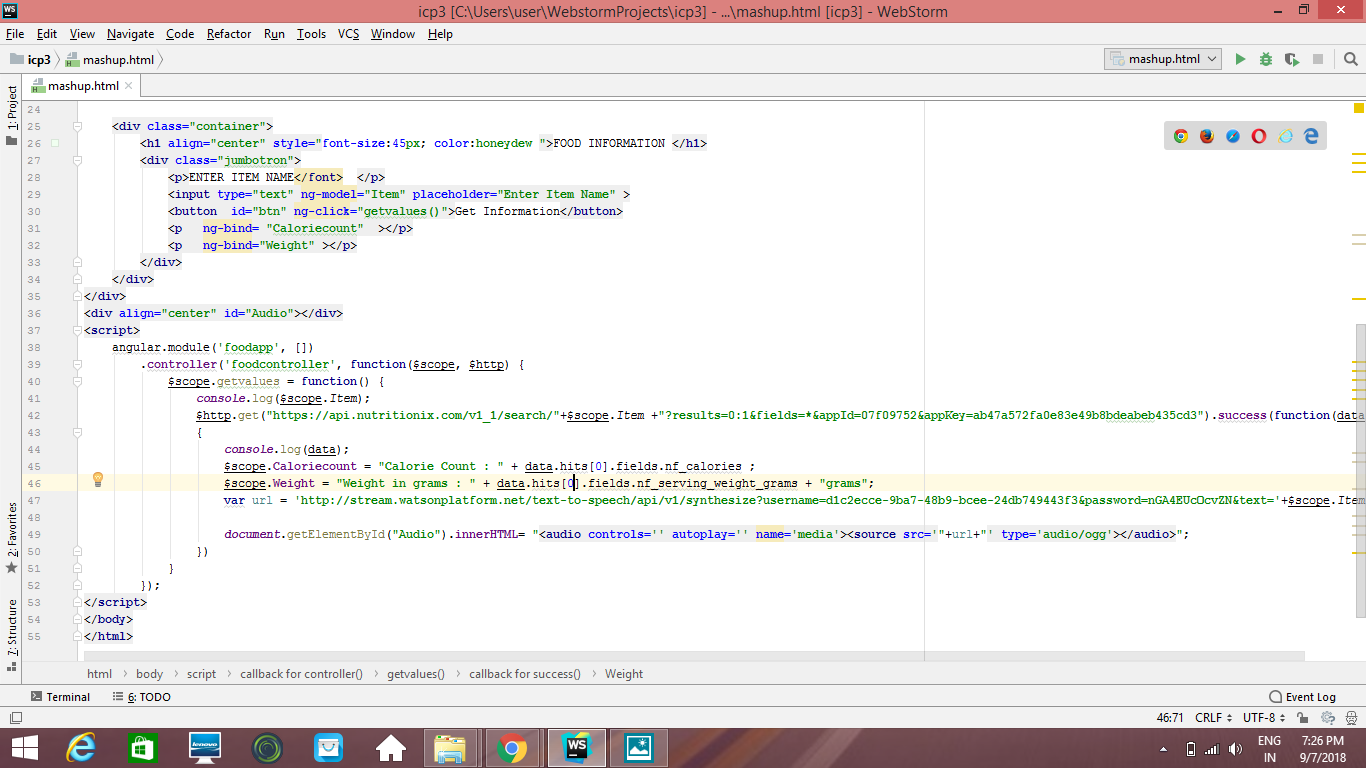 WS
icp3 [C:\Users\user\WebstormProjects\icp3] - ...\mashup.html [icp3] - WebStorm
File Edit View Navigate Code Refactor Run Tools VCS Window Help
icp3 mashup.html
mashup.html
mashup.html
1: Project
2: Favorites
7: Structure
24
25 <div class="container">
26 <h1 align="center" style="font-size:45px; color:honeydew ">FOOD INFORMATION </h1>
27 <div class="jumbotron">
28 <p>ENTER ITEM NAME</font> </p>
29 <input type="text" ng-model="Item" placeholder="Enter Item Name" >
30 <button id="btn" ng-click="getvalues()">Get Information</button>
31 <p ng-bind= "Caloriecount" ></p>
32 <p ng-bind="Weight" ></p>
33 </div>
34 </div>
35 </div>
36 <div align="center" id="Audio"></div>
37 <script>
38 angular.module('foodapp', [])
39 .controller('foodcontroller', function($scope, $http) {
40 $scope.getvalues = function() {
41 console.log($scope.Item);
42 $http.get("https://api.nutritionix.com/v1_1/search/"+$scope.Item +"?results=0:1&fields=*&appId=07f09752&appKey=ab47a572fa0e83e49b8bdeabeb435cd3").success(function(data
43 {
44 console.log(data);
45 $scope.Caloriecount = "Calorie Count : " + data.hits[0].fields.nf_calories ;
46 $scope.Weight = "Weight in grams : " + data.hits[0].fields.nf_serving_weight_grams + "grams";
47 var url = 'http://stream.watsonplatform.net/text-to-speech/api/v1/synthesize?username=d1c2ecce-9ba7-48b9-bcee-24db749443f3&password=nGA4EUcOcvZN&text='+$scope.Item
48
49 document.getElementById("Audio").innerHTML= "<audio controls='' autoplay='' name='media'><source src='"+url+"' type='audio/ogg'></audio>";
50 })
51 }
52 });
53 </script>
54 </body>
55 </html>
html body script callback for controller() getvalues() callback for success() Weight
Terminal 6: TODO Event Log
46:71 CRLF UTF-8
lenovo
WS
ENG
IN
7:26 PM
9/7/2018